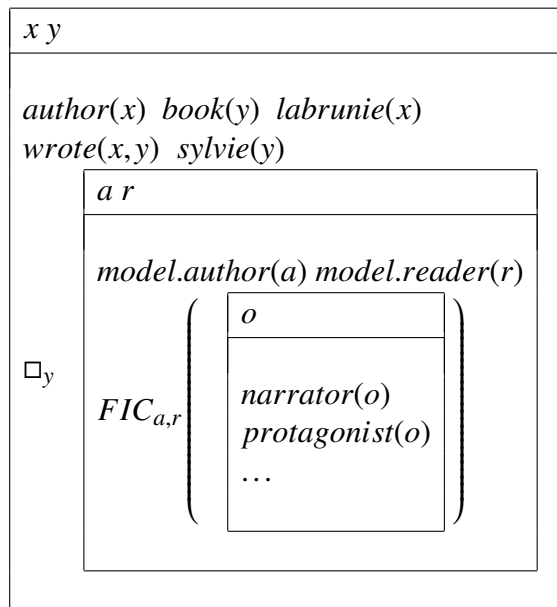 x y
author(x) book(y) labrunie(x)
wrote(x,y) sylvie(y)
a r
model.author(a) model.reader(r)
o
narrator(o)
protagonist(o)
…
□y
FICa,r